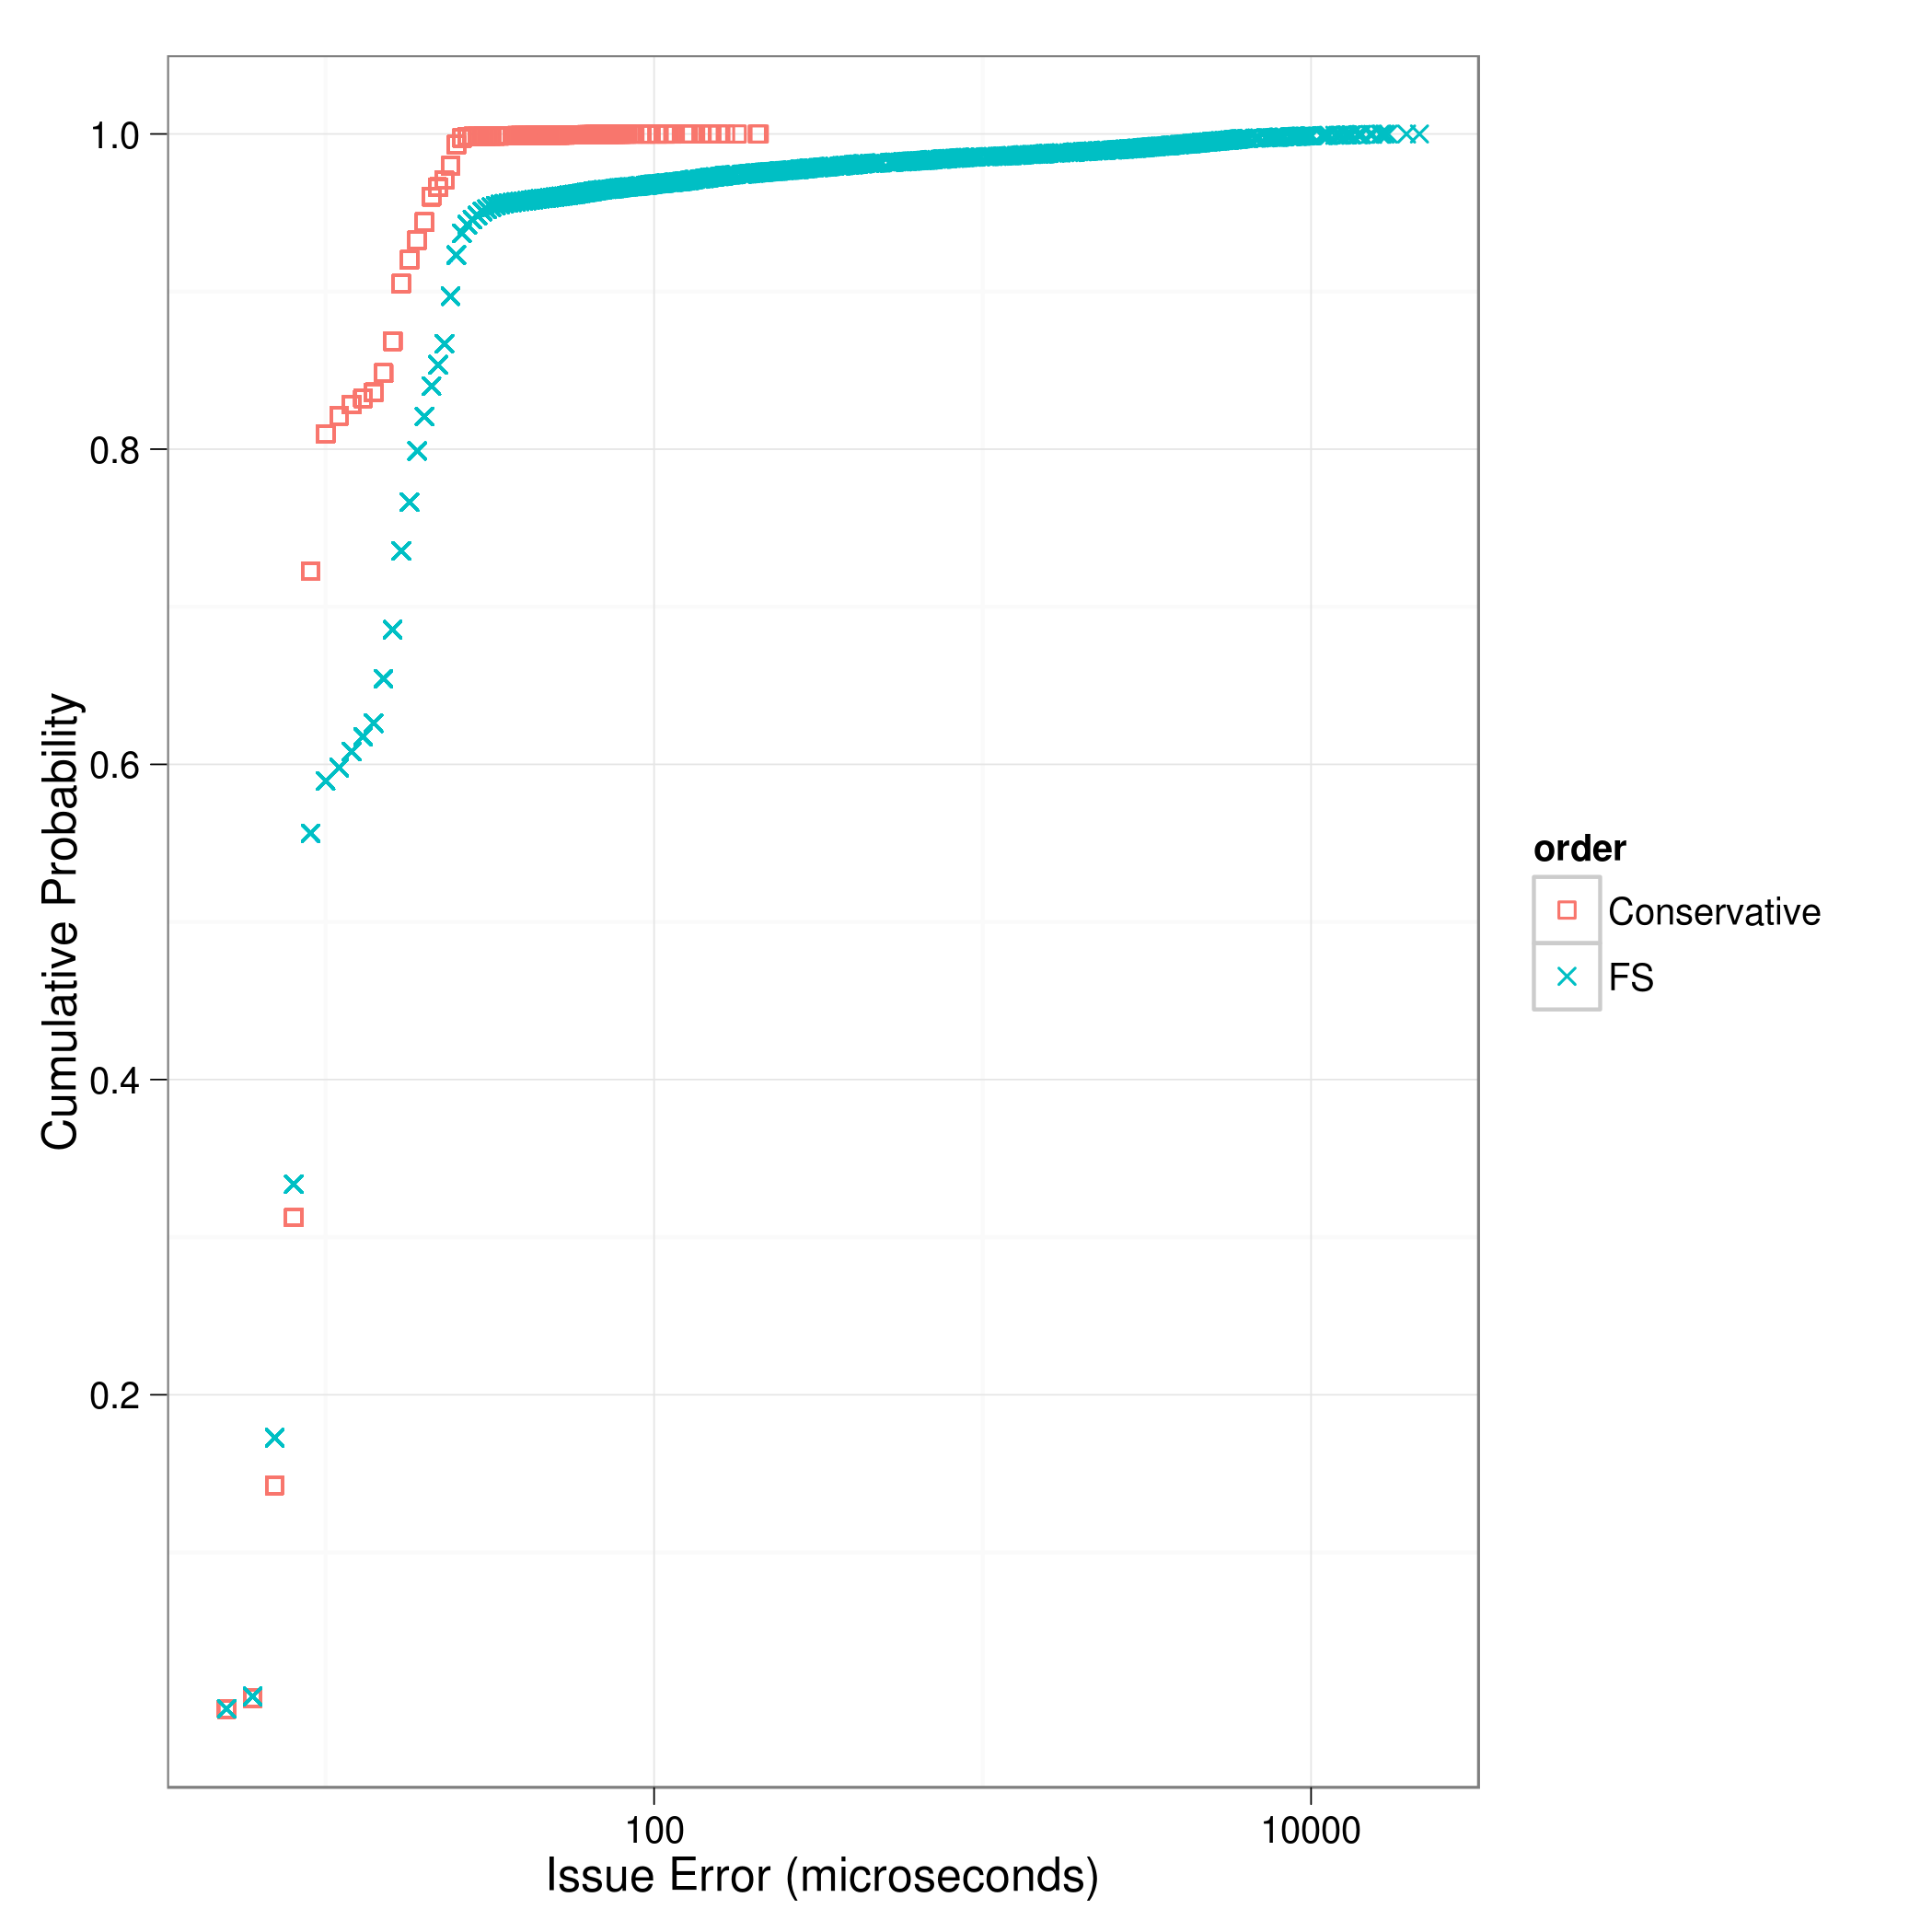 1.0
0.8
0.6
0.4
0.2
Cumulative Probability
100
10000
Issue Error (microseconds)
order
Conservative
FS